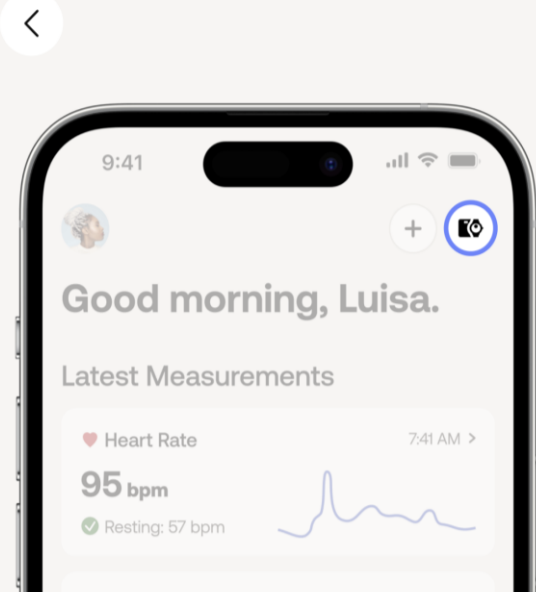 9:41
Good morning, Luisa.
Latest Measurements
Heart Rate
7:41 AM
95 bpm
Resting: 57 bpm